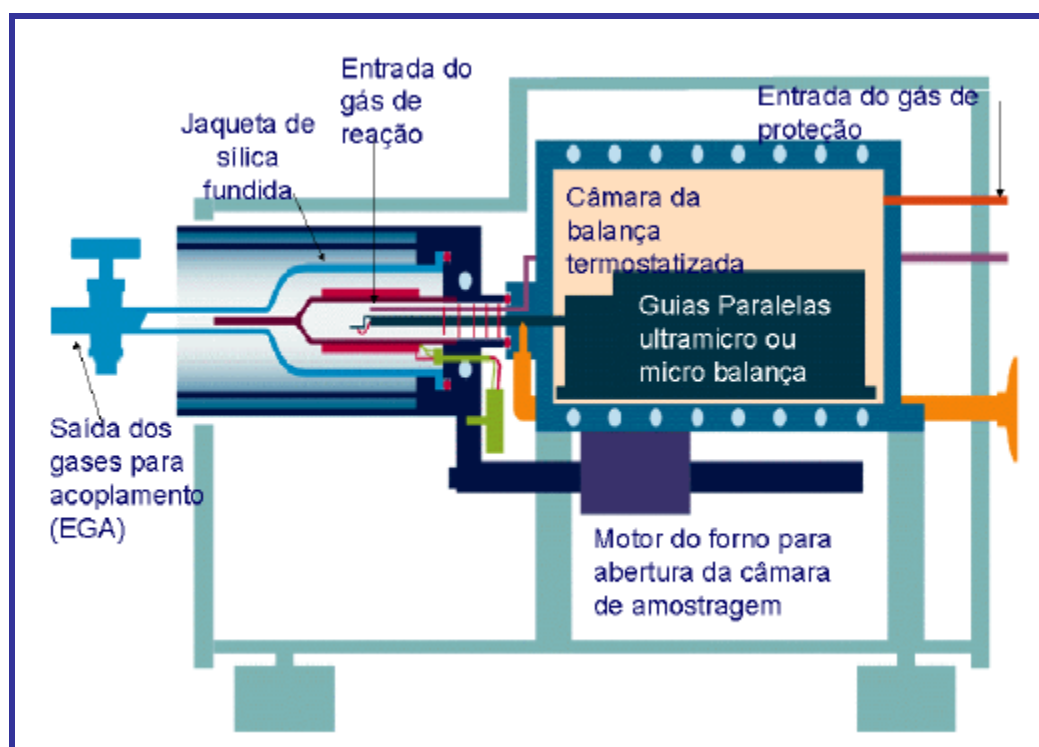 Entrada do
gás de
reação
Entrada do gás de
proteção
Jaqueta de
sílica
fundida
Câmara da
balança
termostatizada
Guias Paralelas
ultramicro ou
micro balança
Saída dos
gases para
acoplamento
(EGA)
Motor do forno para
abertura da câmara
de amostragem